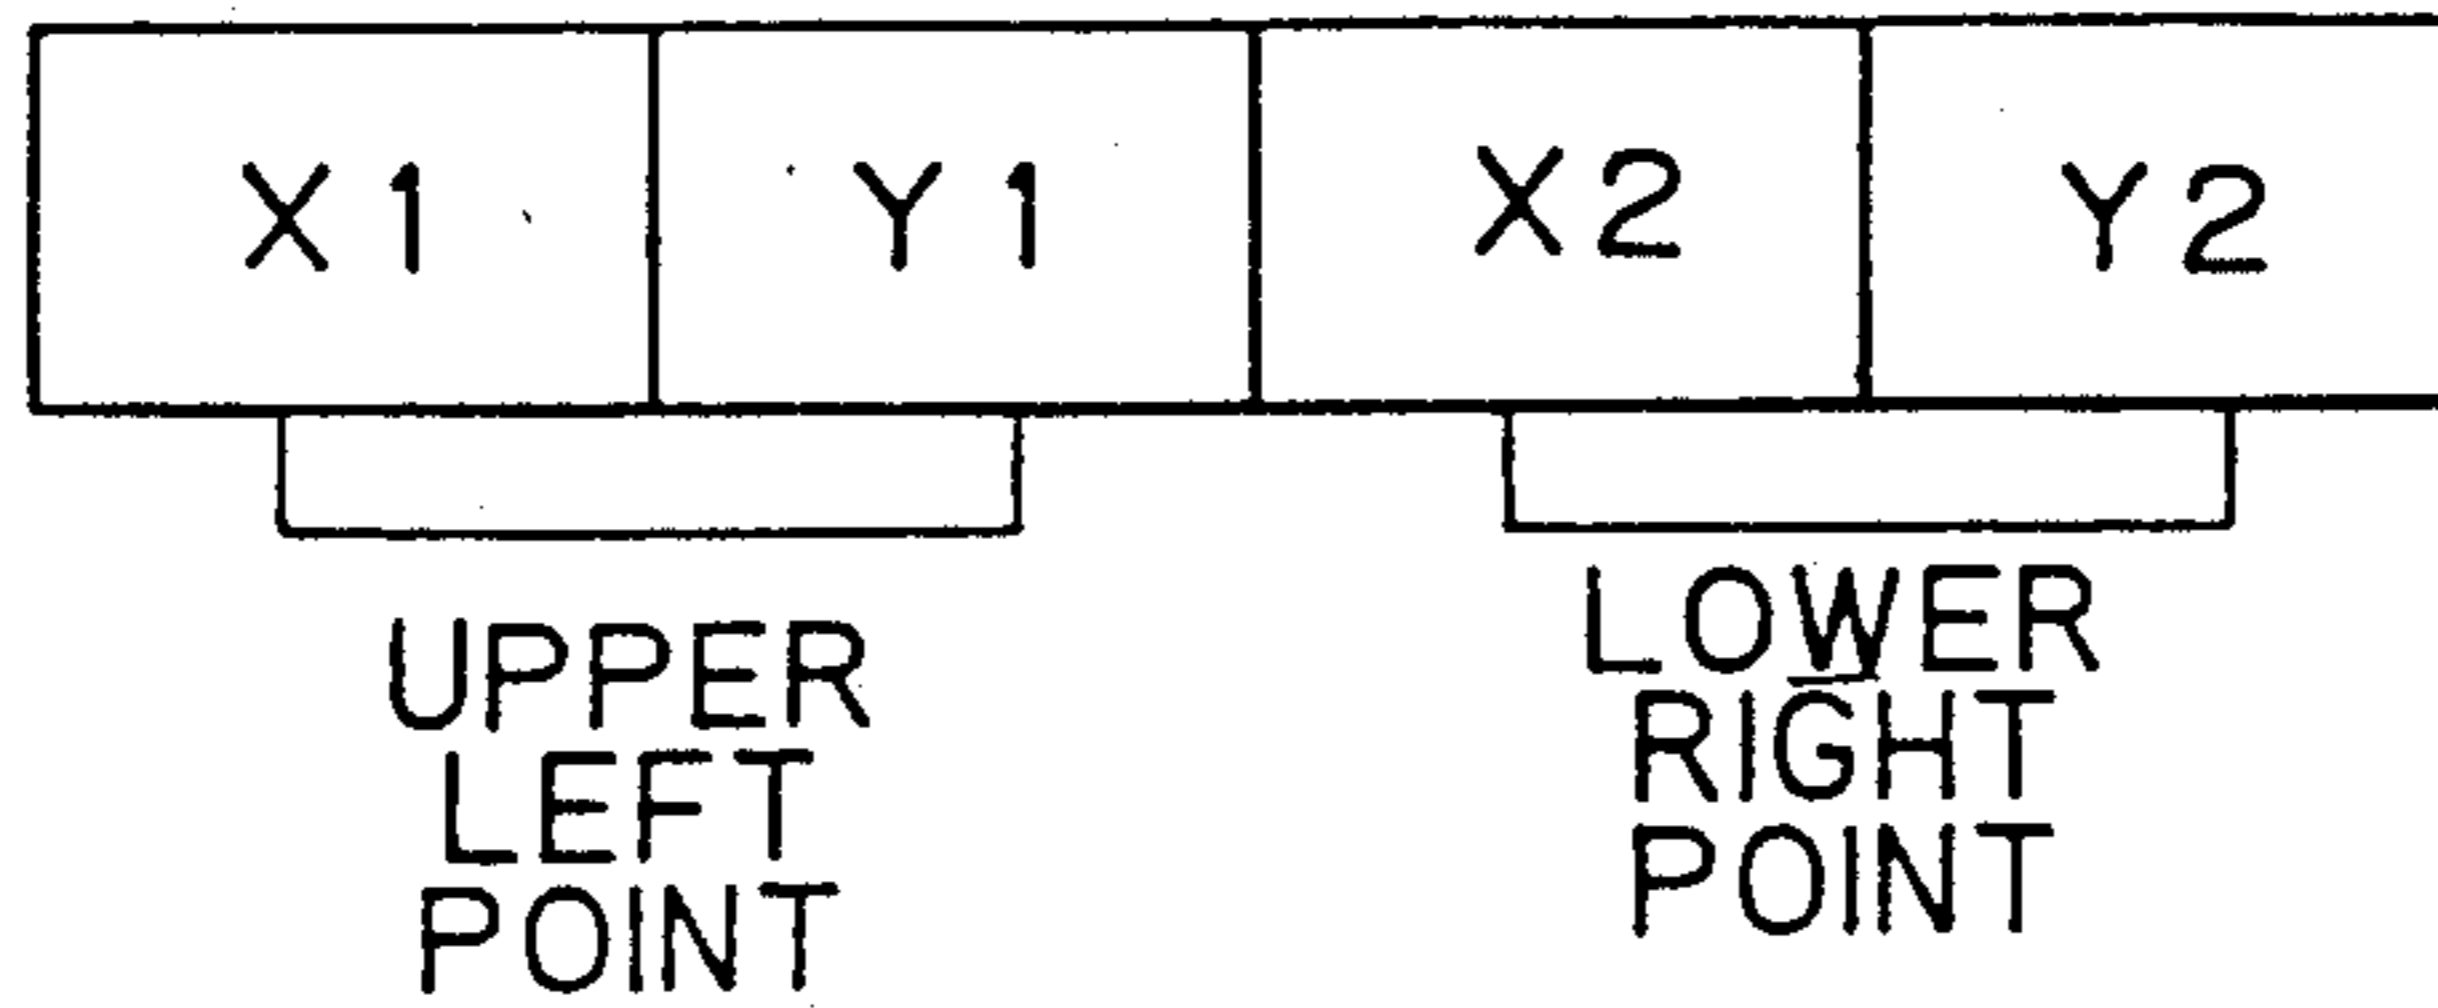 X1 Y1 X2 Y2
UPPER
LEFT
POINT
LOWER
RIGHT
POINT